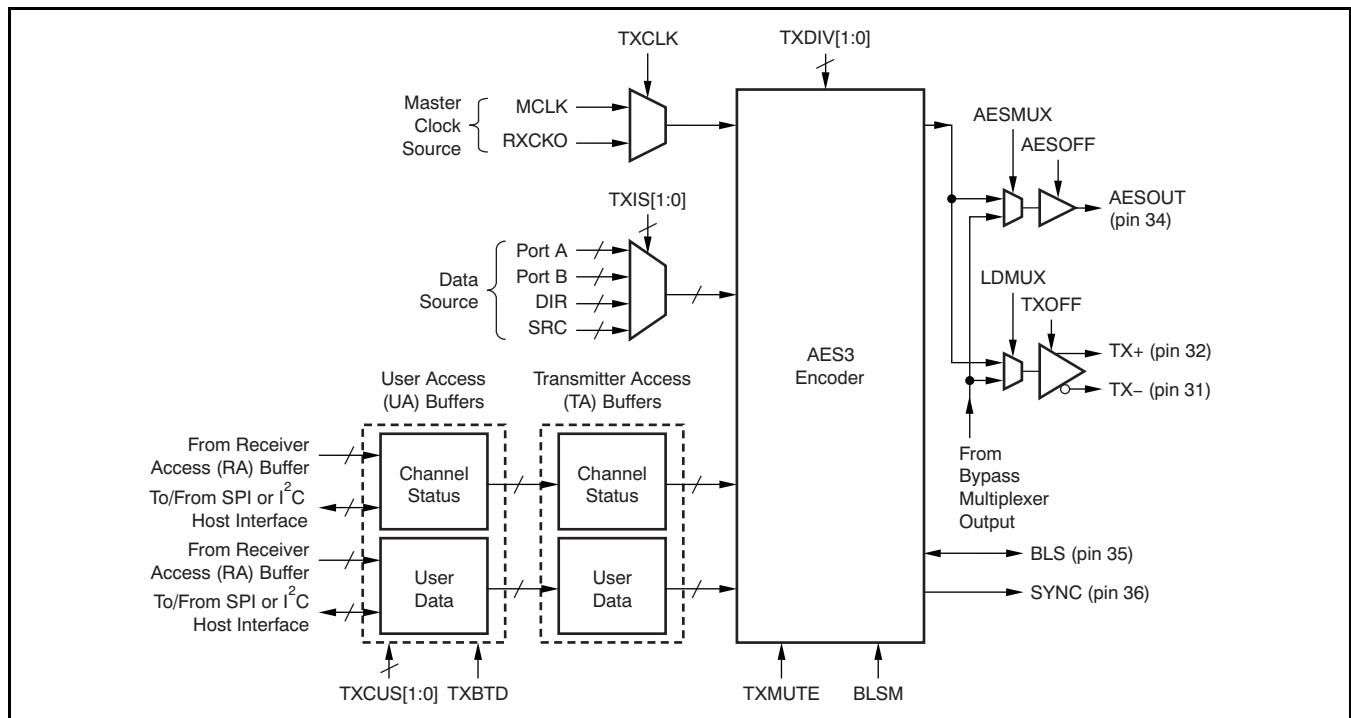 TXCLK
TXDIV[1:0]
Master
Clock
Source
MCLK
RXCKO
AESMUX
AESOFF
AESOUT
(pin 34)
TXIS[1:0]
Data
Source
Port A
Port B
DIR
SRC
LDMUX
TXOFF
TX+ (pin 32)
TX− (pin 31)
AES3
Encoder
User Access
(UA) Buffers
Transmitter Access
(TA) Buffers
From Receiver
Access (RA) Buffer
To/From SPI or I²C
Host Interface
From Receiver
Access (RA) Buffer
To/From SPI or I²C
Host Interface
Channel
Status
Channel
Status
User
Data
User
Data
From
Bypass
Multiplexer
Output
BLS (pin 35)
SYNC (pin 36)
TXCUS[1:0]
TXBTD
TXMUTE
BLSM